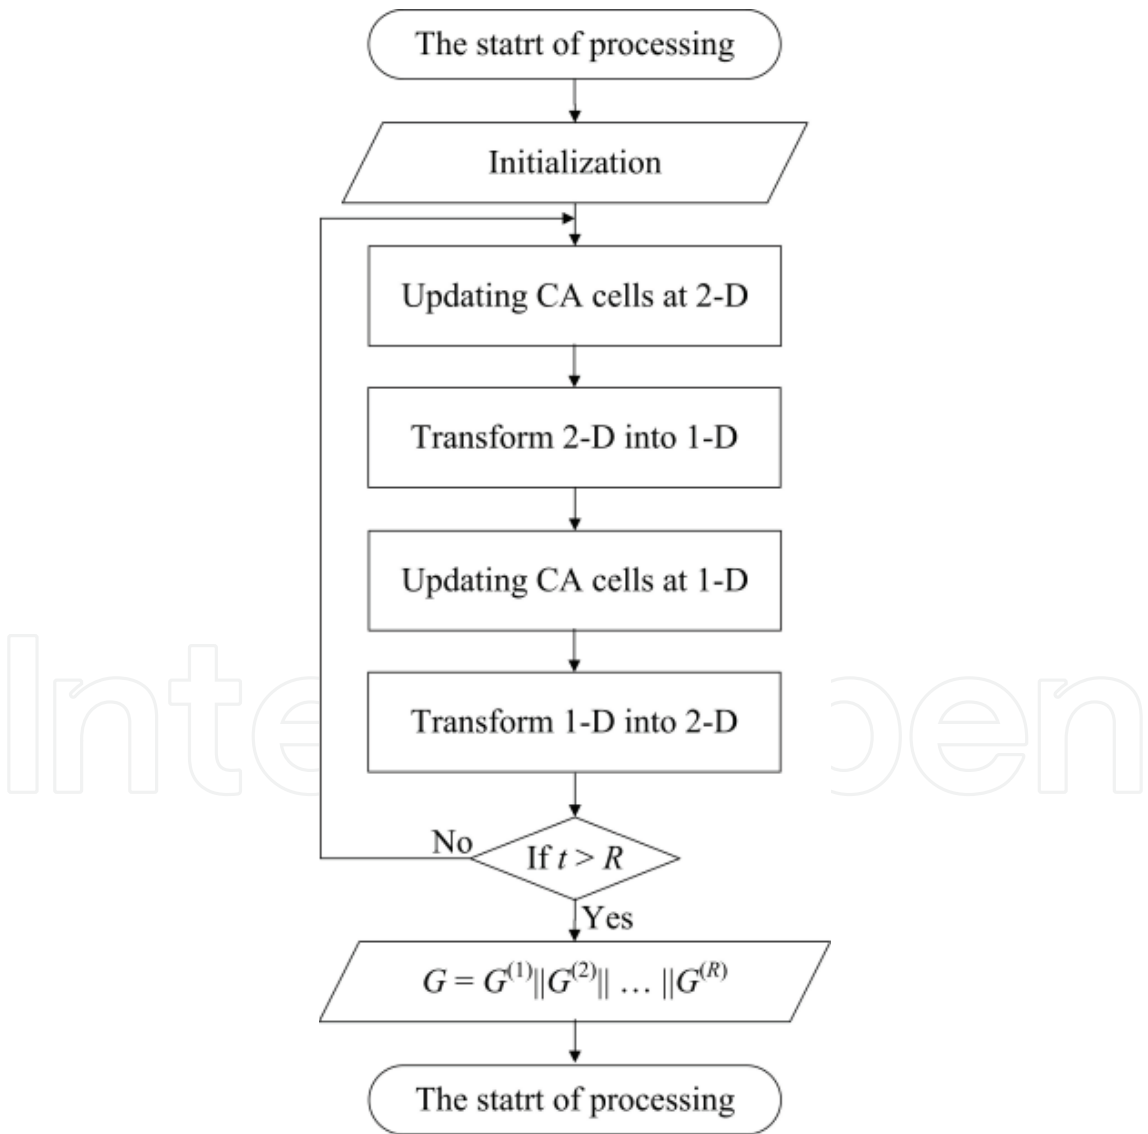 The statrt of processing
Initialization
Updating CA cells at 2-D
Transform 2-D into 1-D
Updating CA cells at 1-D
Transform 1-D into 2-D
No
If t > R
Yes
G = G^(1)||G^(2)|| … ||G^(R)
The statrt of processing